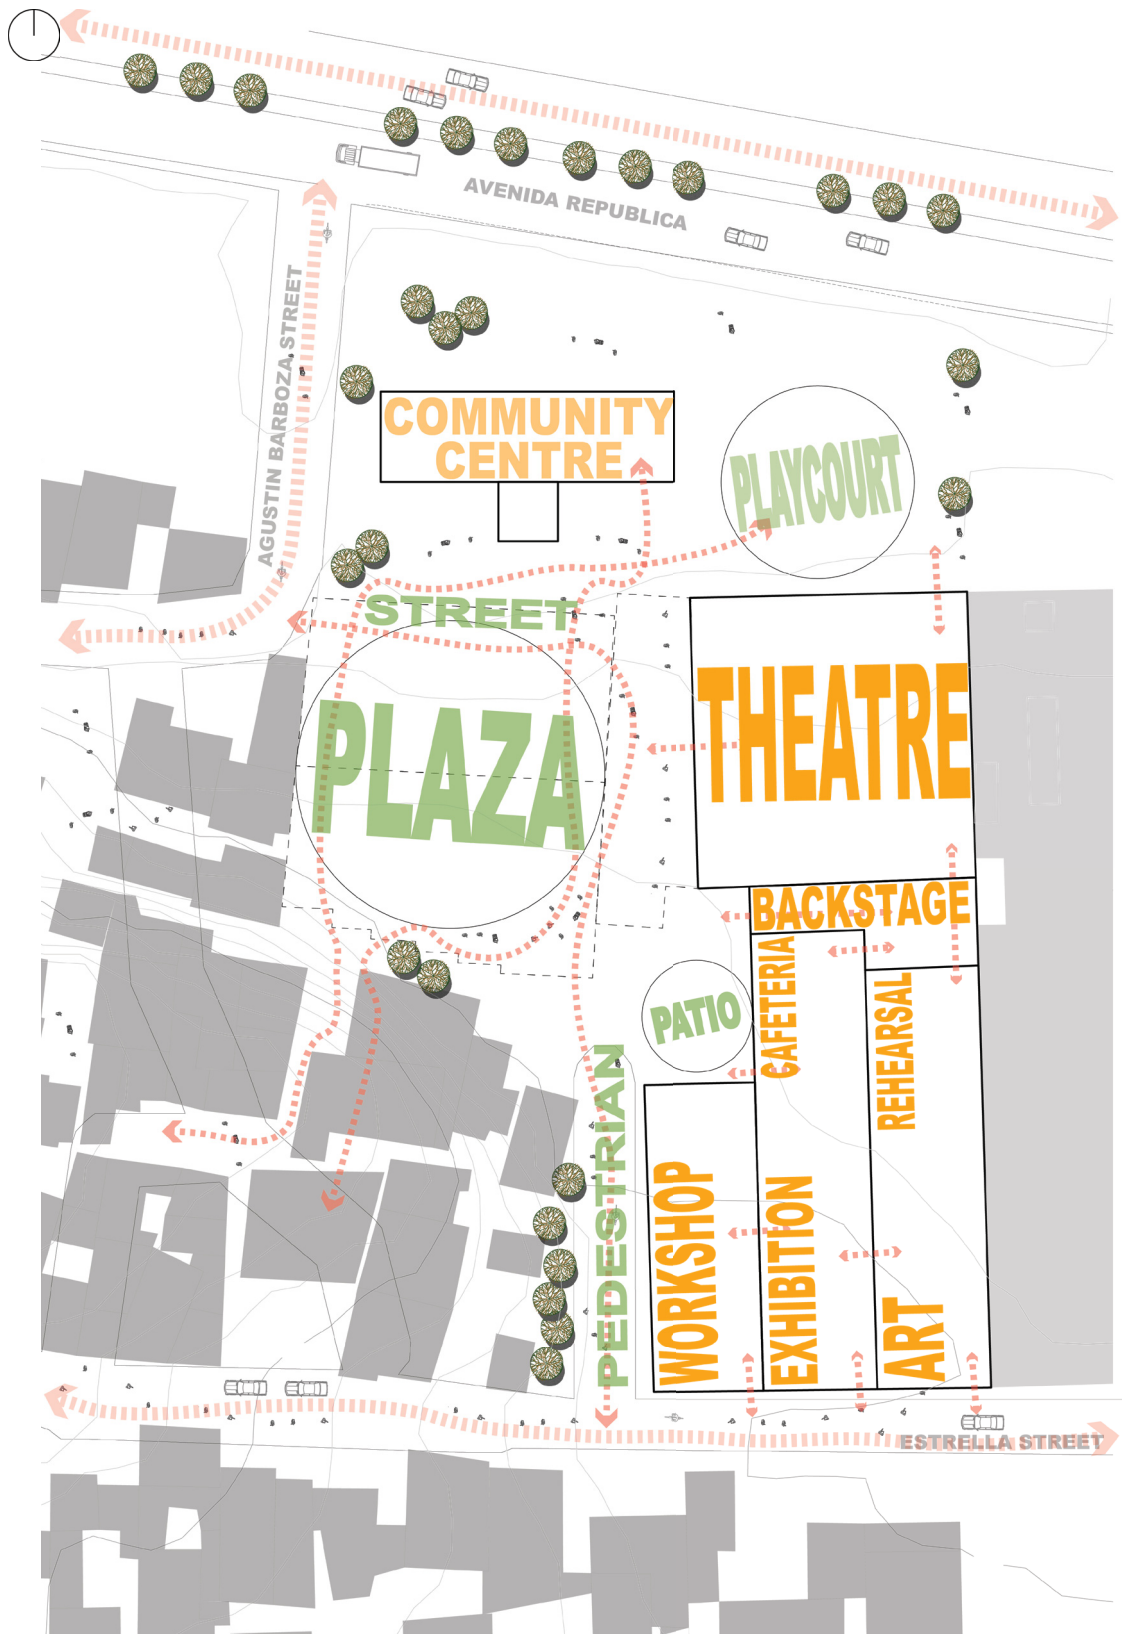 AVENIDA REPUBLICA
AGUSTIN BARBOZA STREET
COMMUNITY
CENTRE
PLAYCOURT
STREET
PLAZA
THEATRE
BACKSTAGE
CAFETERIA
REHEARSAL
PATIO
PEDESTRIAN
WORKSHOP
EXHIBITION
ART
ESTRELLA STREET